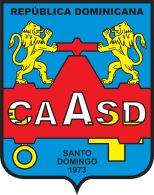 REPÚBLICA DOMINICANA
CAASD
SANTO
DOMINGO
1973